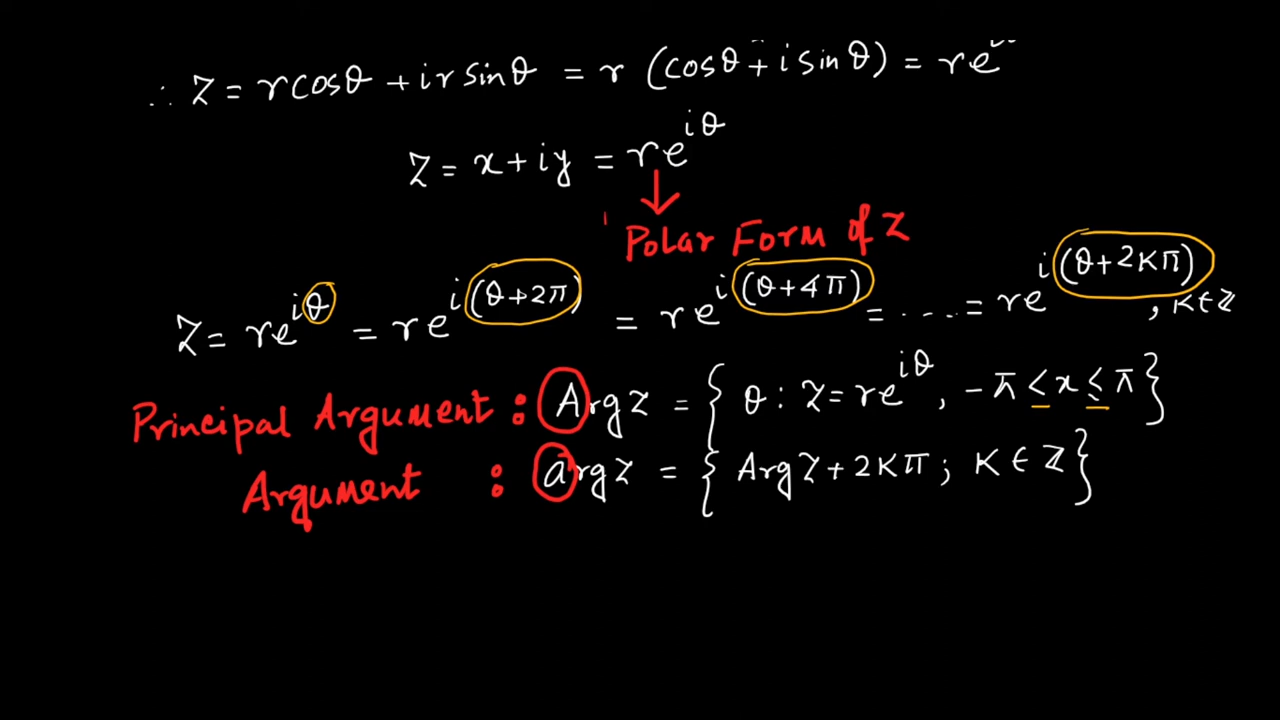 ∴ z = r cosθ + i r sinθ = r (cosθ + i sinθ) = re^{iθ}
z = x + iy = re^{iθ}
Polar Form of z
z = re^{iθ} = re^{i(θ+2π)} = re^{i(θ+4π)} = ..... = re^{i(θ+2kπ)}, k∈ℤ
Principal Argument : Arg z = { θ : z = re^{iθ}, -π ≤ x ≤ π }
Argument : arg z = { Arg z + 2kπ ; k ∈ ℤ }